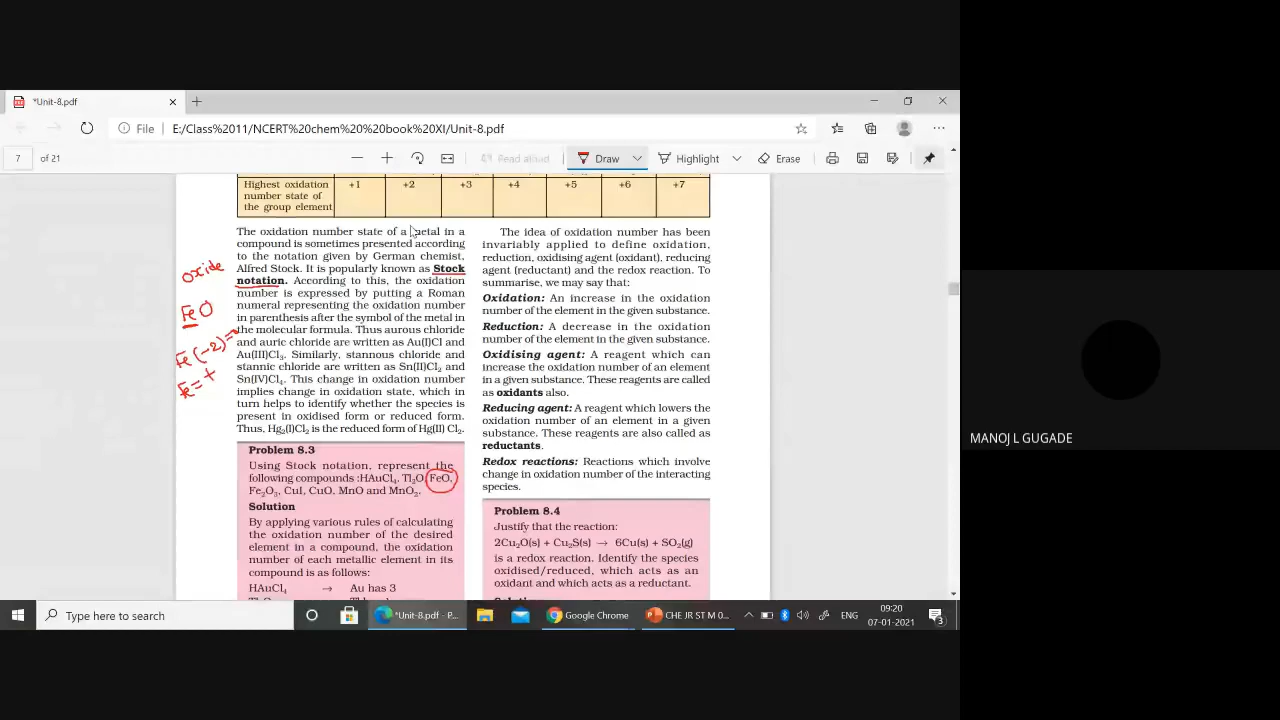 *Unit-8.pdf
File E:/Class%2011/NCERT%20chem%20%20book%20XI/Unit-8.pdf
7 of 21 Read aloud Draw Highlight Erase
Highest oxidation +1 +2 +3 +4 +5 +6 +7
number state of
the group element
The oxidation number state of a metal in a
compound is sometimes presented according
to the notation given by German chemist,
Alfred Stock. It is popularly known as Stock
notation. According to this, the oxidation
number is expressed by putting a Roman
numeral representing the oxidation number
in parenthesis after the symbol of the metal in
the molecular formula. Thus aurous chloride
and auric chloride are written as Au(I)Cl and
Au(III)Cl₃. Similarly, stannous chloride and
stannic chloride are written as Sn(II)Cl₂ and
Sn(IV)Cl₄. This change in oxidation number
implies change in oxidation state, which in
turn helps to identify whether the species is
present in oxidised form or reduced form.
Thus, Hg₂(I)Cl₂ is the reduced form of Hg(II) Cl₂.
oxide
FeO
Fe (-2) =
Fe = +
Problem 8.3
Using Stock notation, represent the
following compounds :HAuCl₄, Tl₂O, FeO,
Fe₂O₃, CuI, CuO, MnO and MnO₂.
Solution
By applying various rules of calculating
the oxidation number of the desired
element in a compound, the oxidation
number of each metallic element in its
compound is as follows:
HAuCl₄ → Au has 3
The idea of oxidation number has been
invariably applied to define oxidation,
reduction, oxidising agent (oxidant), reducing
agent (reductant) and the redox reaction. To
summarise, we may say that:
Oxidation: An increase in the oxidation
number of the element in the given substance.
Reduction: A decrease in the oxidation
number of the element in the given substance.
Oxidising agent: A reagent which can
increase the oxidation number of an element
in a given substance. These reagents are called
as oxidants also.
Reducing agent: A reagent which lowers the
oxidation number of an element in a given
substance. These reagents are also called as
reductants.
Redox reactions: Reactions which involve
change in oxidation number of the interacting
species.
Problem 8.4
Justify that the reaction:
2Cu₂O(s) + Cu₂S(s) → 6Cu(s) + SO₂(g)
is a redox reaction. Identify the species
oxidised/reduced, which acts as an
oxidant and which acts as a reductant.
MANOJ L GUGADE
Type here to search *Unit-8.pdf - P... Google Chrome CHE JR ST M 0... ENG 09:20
07-01-2021 3